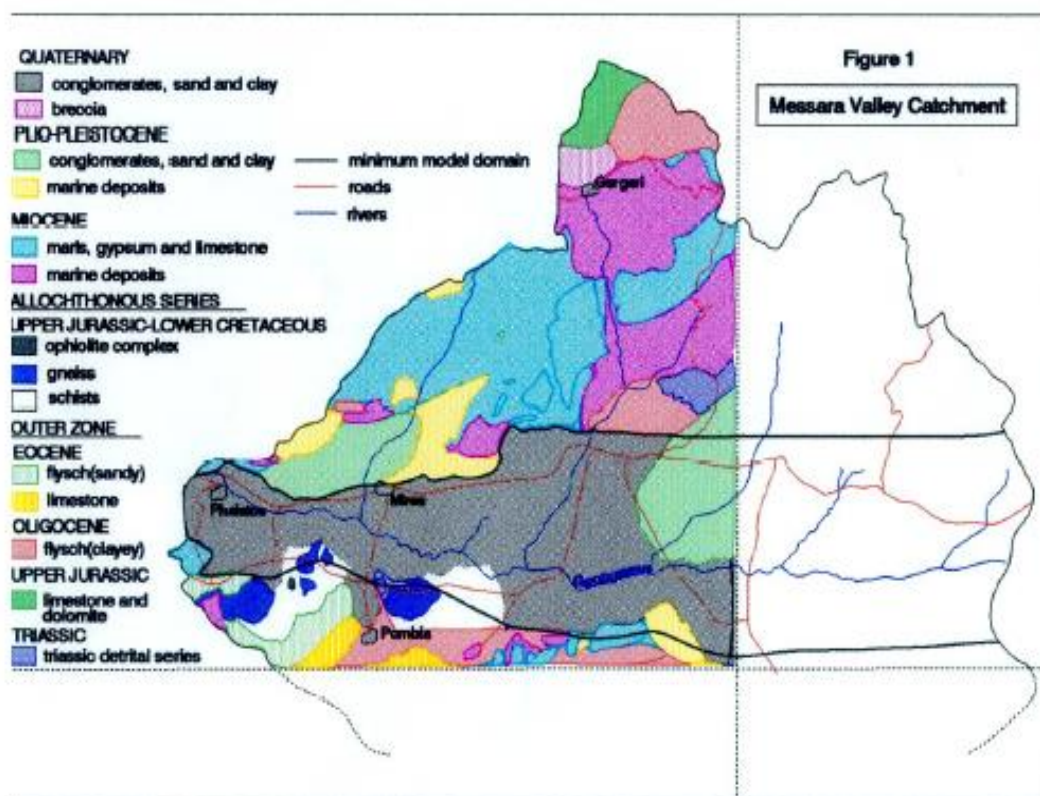 QUATERNARY
conglomerates, sand and clay
breccia
PLIO-PLEISTOCENE
conglomerates, sand and clay
marine deposits
MIOCENE
marls, gypsum and limestone
marine deposits
ALLOCHTHONOUS SERIES
UPPER JURASSIC-LOWER CRETACEOUS
ophiolite complex
gneiss
schists
OUTER ZONE
EOCENE
flysch(sandy)
limestone
OLIGOCENE
flysch(clayey)
UPPER JURASSIC
limestone and
dolomite
TRIASSIC
triassic detrital series
minimum model domain
roads
rivers
Figure 1
Messara Valley Catchment
Gergeri
Phaistos
Mires
Pombia